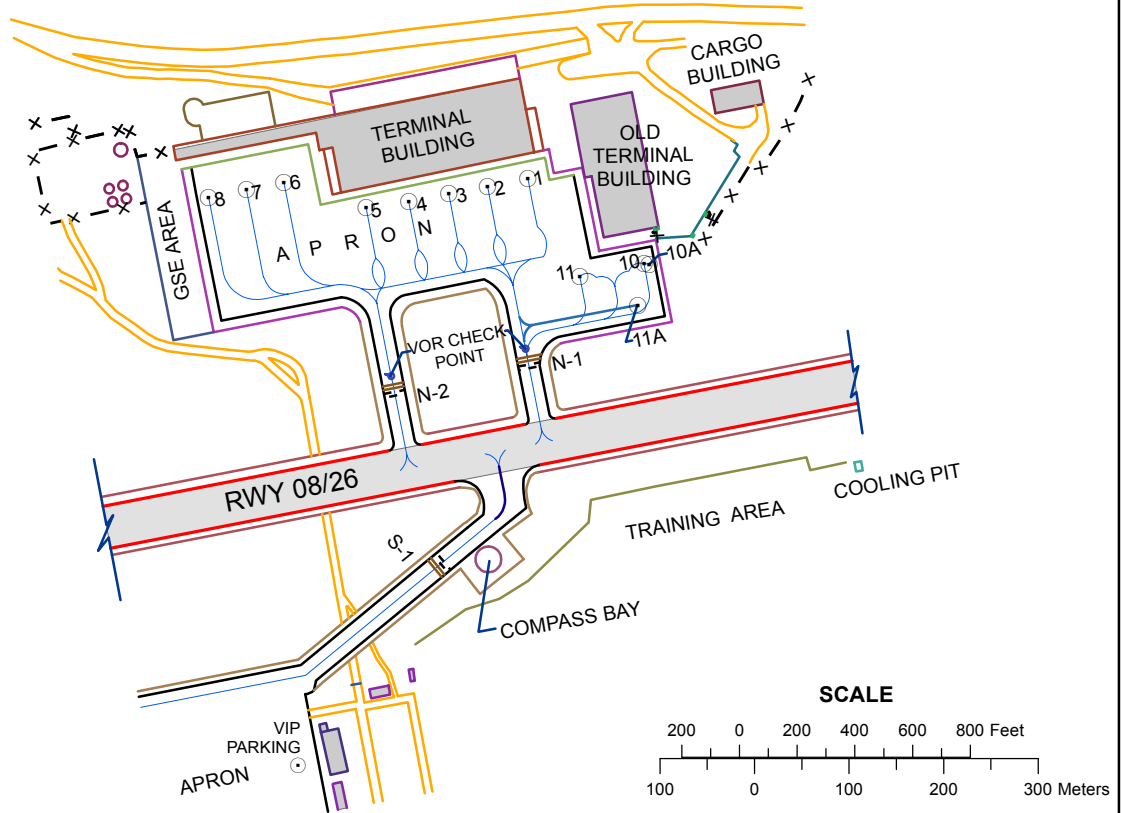 CARGO
BUILDING
TERMINAL
BUILDING
OLD
TERMINAL
BUILDING
8
7
6
5
4
3
2
1
A P R O N
GSE AREA
10
10A
11
11A
VOR CHECK
POINT
N-1
N-2
RWY 08/26
COOLING PIT
TRAINING AREA
S-1
COMPASS BAY
VIP
PARKING
APRON
SCALE
200 0 200 400 600 800 Feet
100 0 100 200 300 Meters